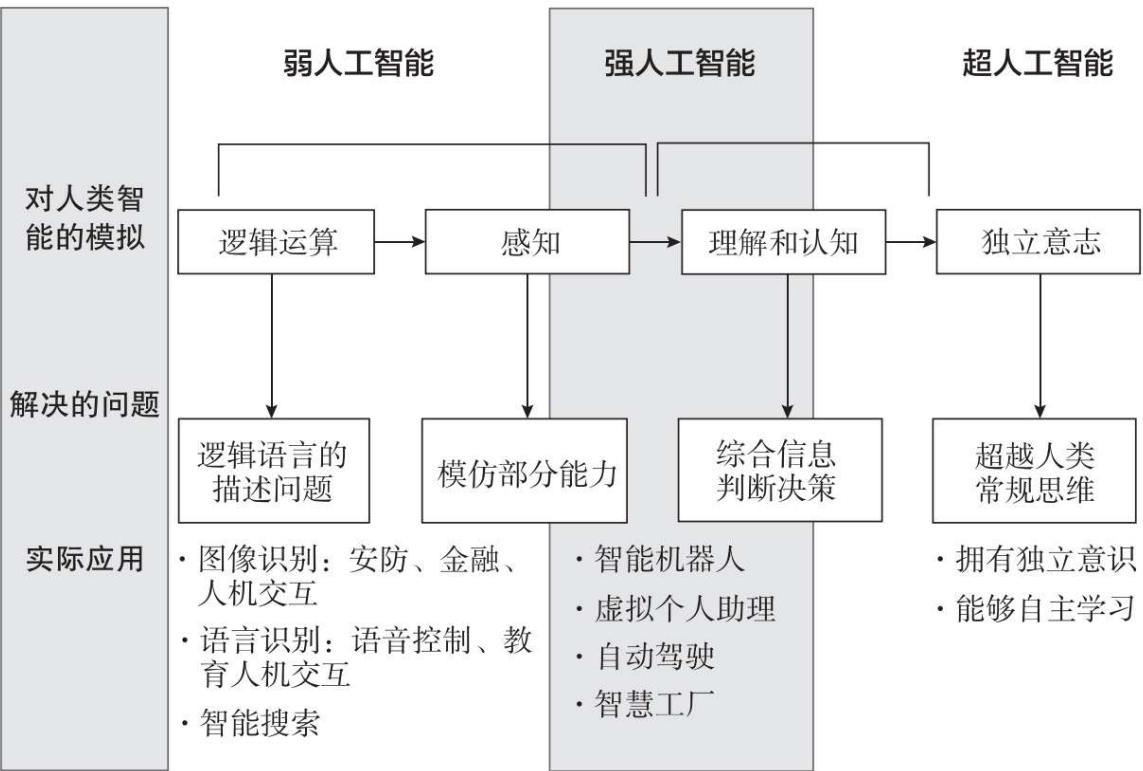 弱人工智能
强人工智能
超人工智能
对人类智
能的模拟
逻辑运算
感知
理解和认知
独立意志
解决的问题
逻辑语言的
描述问题
模仿部分能力
综合信息
判断决策
超越人类
常规思维
实际应用
·图像识别：安防、金融、
人机交互
·语言识别：语音控制、教
育人机交互
·智能搜索
·智能机器人
·虚拟个人助理
·自动驾驶
·智慧工厂
·拥有独立意识
·能够自主学习